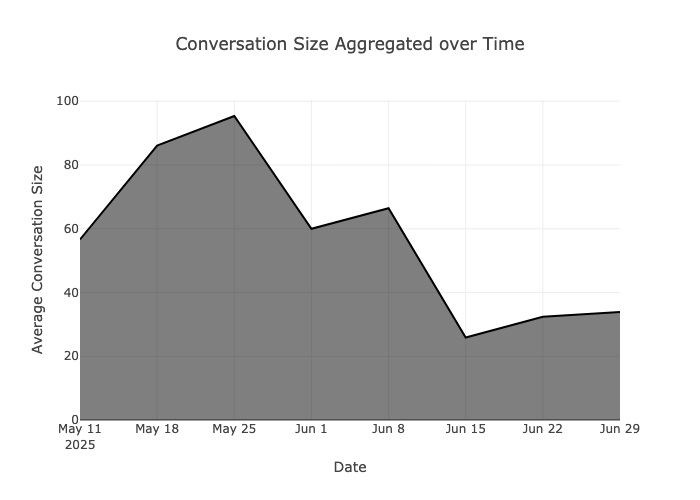 Conversation Size Aggregated over Time
100
80
60
40
20
0
Average Conversation Size
May 11 May 18 May 25 Jun 1 Jun 8 Jun 15 Jun 22 Jun 29
2025
Date